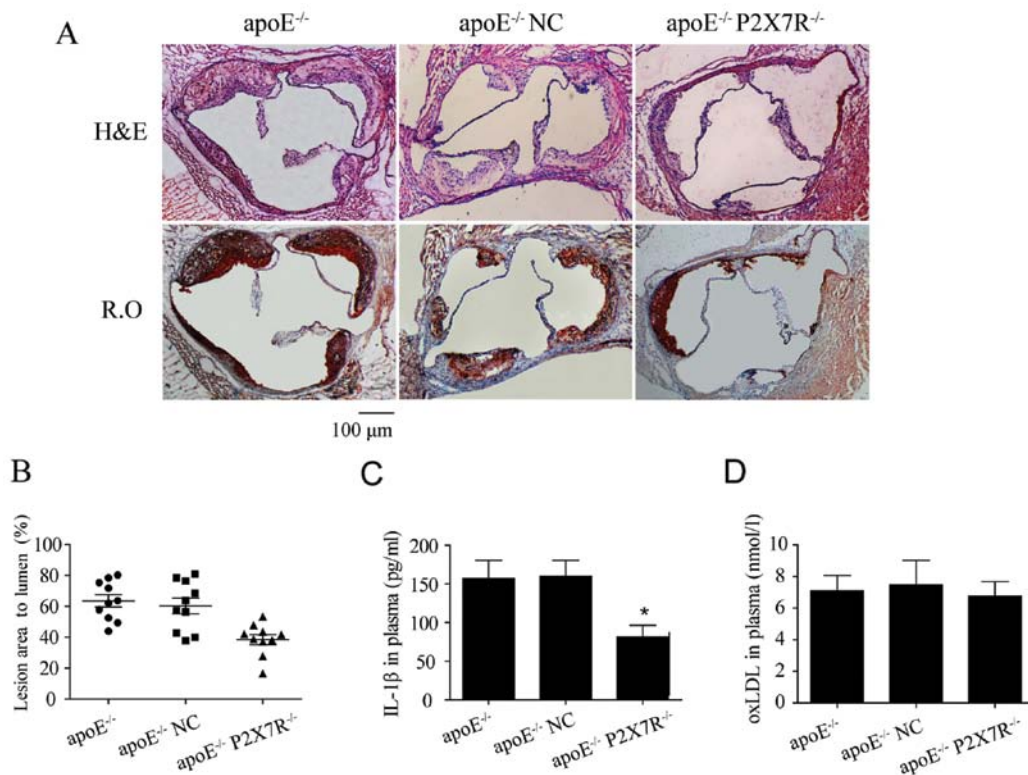 A
apoE-/-
apoE-/- NC
apoE-/- P2X7R-/-
H&E
R.O
100 μm
B
Lesion area to lumen (%)
100
80
60
40
20
0
apoE-/-
apoE-/- NC
apoE-/- P2X7R-/-
C
IL-1β in plasma (pg/ml)
200
150
100
50
0
*
apoE-/-
apoE-/- NC
apoE-/- P2X7R-/-
D
oxLDL in plasma (nmol/l)
10
8
6
4
2
0
apoE-/-
apoE-/- NC
apoE-/- P2X7R-/-